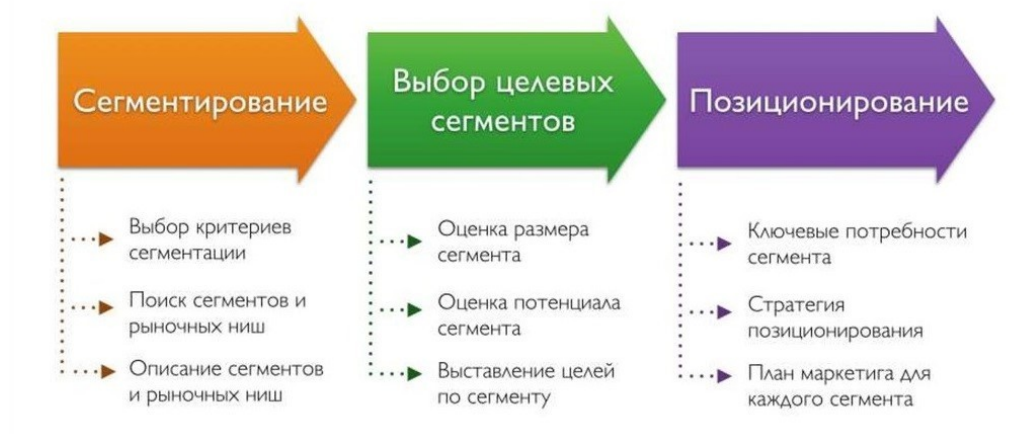 Сегментирование
Выбор критериев
сегментации
Поиск сегментов и
рыночных ниш
Описание сегментов
и рыночных ниш
Выбор целевых
сегментов
Оценка размера
сегмента
Оценка потенциала
сегмента
Выставление целей
по сегменту
Позиционирование
Ключевые потребности
сегмента
Стратегия
позиционирования
План маркетига для
каждого сегмента